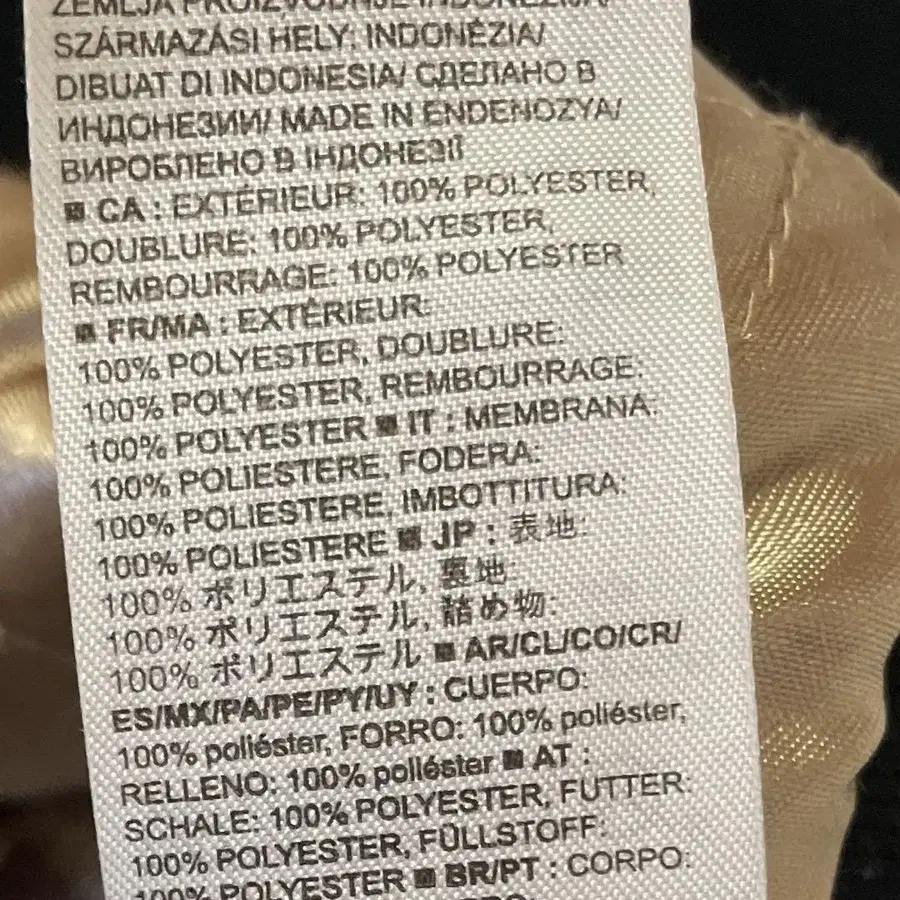 ZEMLJA PROIZVODNJE INDONEZIJA/
SZÁRMAZÁSI HELY: INDONÉZIA/
DIBUAT DI INDONESIA/ СДЕЛАНО В
ИНДОНЕЗИИ/ MADE IN ENDENOZYA/
ВИРОБЛЕНО В ІНДОНЕЗІЇ
■ CA : EXTÉRIEUR: 100% POLYESTER,
DOUBLURE: 100% POLYESTER,
REMBOURRAGE: 100% POLYESTER
■ FR/MA : EXTÉRIEUR:
100% POLYESTER, DOUBLURE:
100% POLYESTER, REMBOURRAGE:
100% POLYESTER ■ IT : MEMBRANA:
100% POLIESTERE, FODERA:
100% POLIESTERE, IMBOTTITURA:
100% POLIESTERE ■ JP : 表地:
100% ポリエステル, 裏地:
100% ポリエステル, 詰め物:
100% ポリエステル ■ AR/CL/CO/CR/
ES/MX/PA/PE/PY/UY : CUERPO:
100% poliéster, FORRO: 100% poliéster,
RELLENO: 100% poliéster ■ AT :
SCHALE: 100% POLYESTER, FUTTER:
100% POLYESTER, FÜLLSTOFF:
100% POLYESTER ■ BR/PT : CORPO: